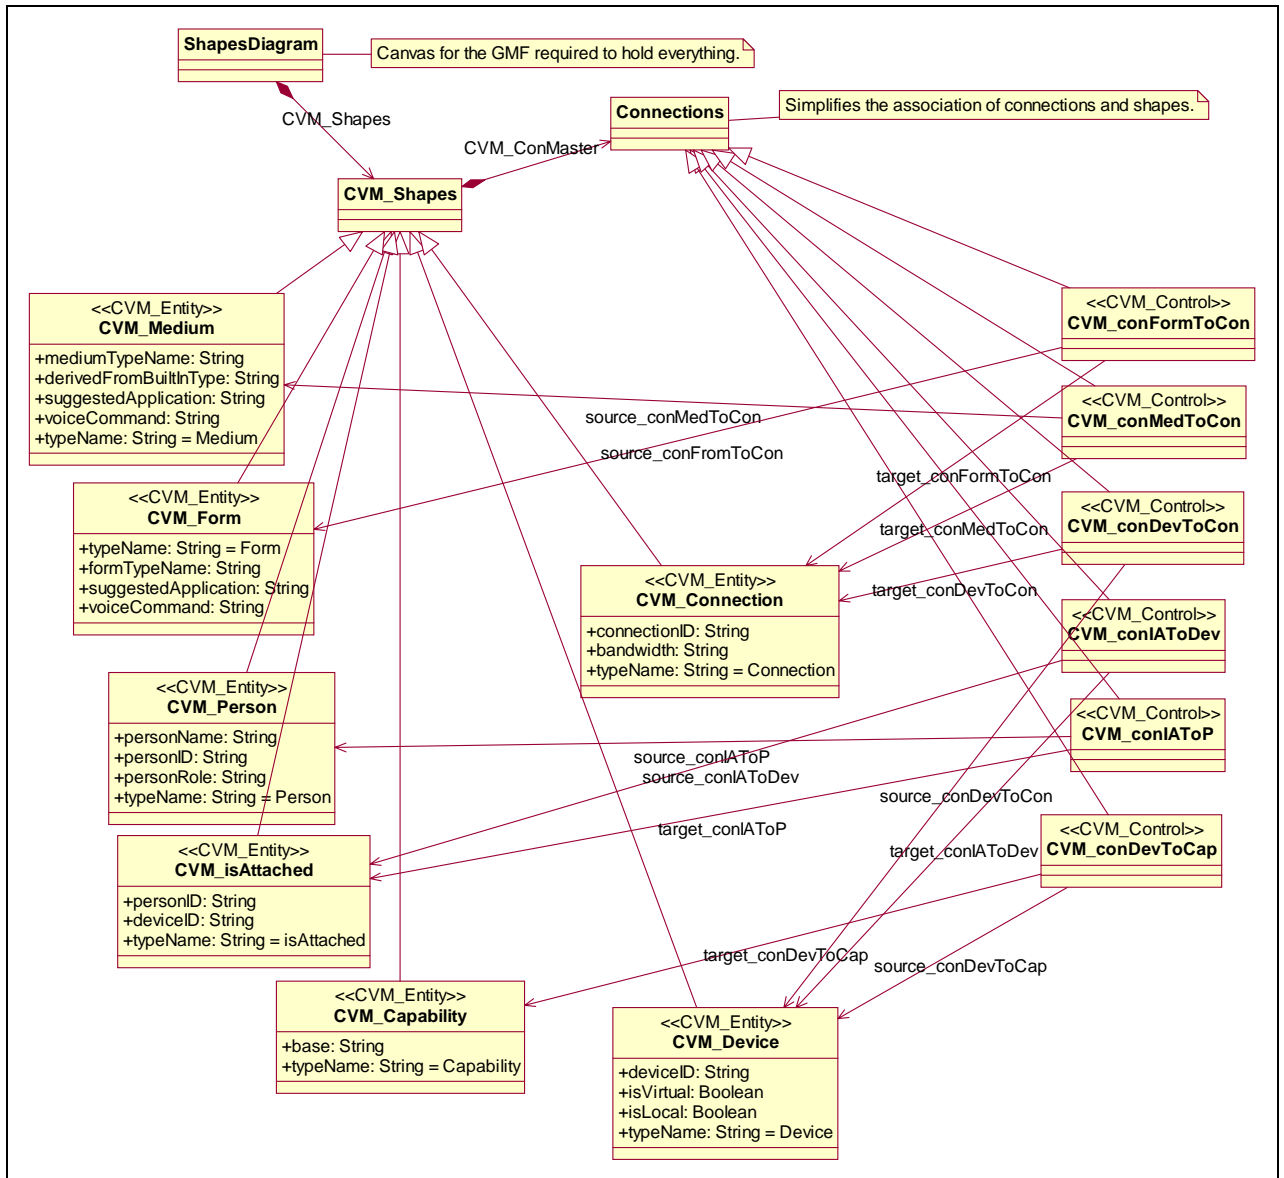 ShapesDiagram
Canvas for the GMF required to hold everything.
CVM_Shapes
Connections
Simplifies the association of connections and shapes.
CVM_ConMaster
CVM_Shapes
<<CVM_Entity>>
CVM_Medium
+mediumTypeName: String
+derivedFromBuiltInType: String
+suggestedApplication: String
+voiceCommand: String
+typeName: String = Medium
<<CVM_Control>>
CVM_conFormToCon
<<CVM_Control>>
CVM_conMedToCon
source_conMedToCon
source_conFromToCon
target_conFormToCon
<<CVM_Entity>>
CVM_Form
+typeName: String = Form
+formTypeName: String
+suggestedApplication: String
+voiceCommand: String
<<CVM_Control>>
CVM_conDevToCon
target_conMedToCon
target_conDevToCon
<<CVM_Entity>>
CVM_Connection
+connectionID: String
+bandwidth: String
+typeName: String = Connection
<<CVM_Control>>
CVM_conIAToDev
<<CVM_Entity>>
CVM_Person
+personName: String
+personID: String
+personRole: String
+typeName: String = Person
<<CVM_Control>>
CVM_conIAToP
source_conIAToP
source_conIAToDev
source_conDevToCon
target_conIAToP
target_conIAToDev
<<CVM_Control>>
CVM_conDevToCap
<<CVM_Entity>>
CVM_isAttached
+personID: String
+deviceID: String
+typeName: String = isAttached
target_conDevToCap
source_conDevToCap
<<CVM_Entity>>
CVM_Capability
+base: String
+typeName: String = Capability
<<CVM_Entity>>
CVM_Device
+deviceID: String
+isVirtual: Boolean
+isLocal: Boolean
+typeName: String = Device